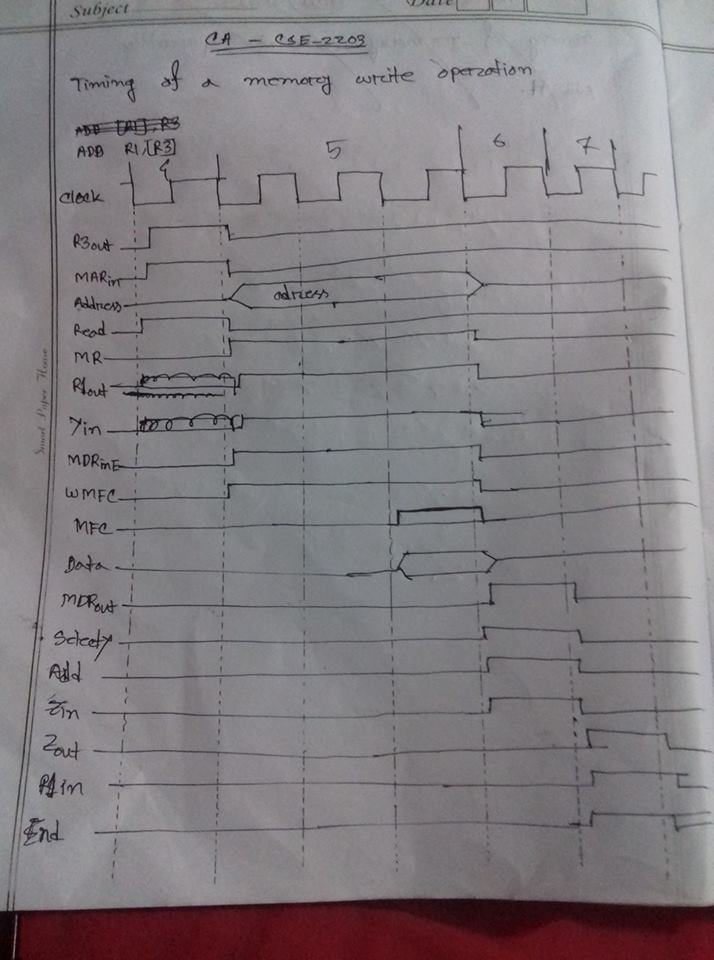 Subject
Date
CA - CSE-2203
Timing of a memory write operation
ADD [R1], R3
ADD R1, [R3]
4 5 6 7
Clock
R3out
MARin
Address
adress
Read
MR
R1out
Yin
MDRinE
WMFC
MFC
Data
MDRout
SelectY
Add
Zin
Zout
R1in
End
Smart Paper House